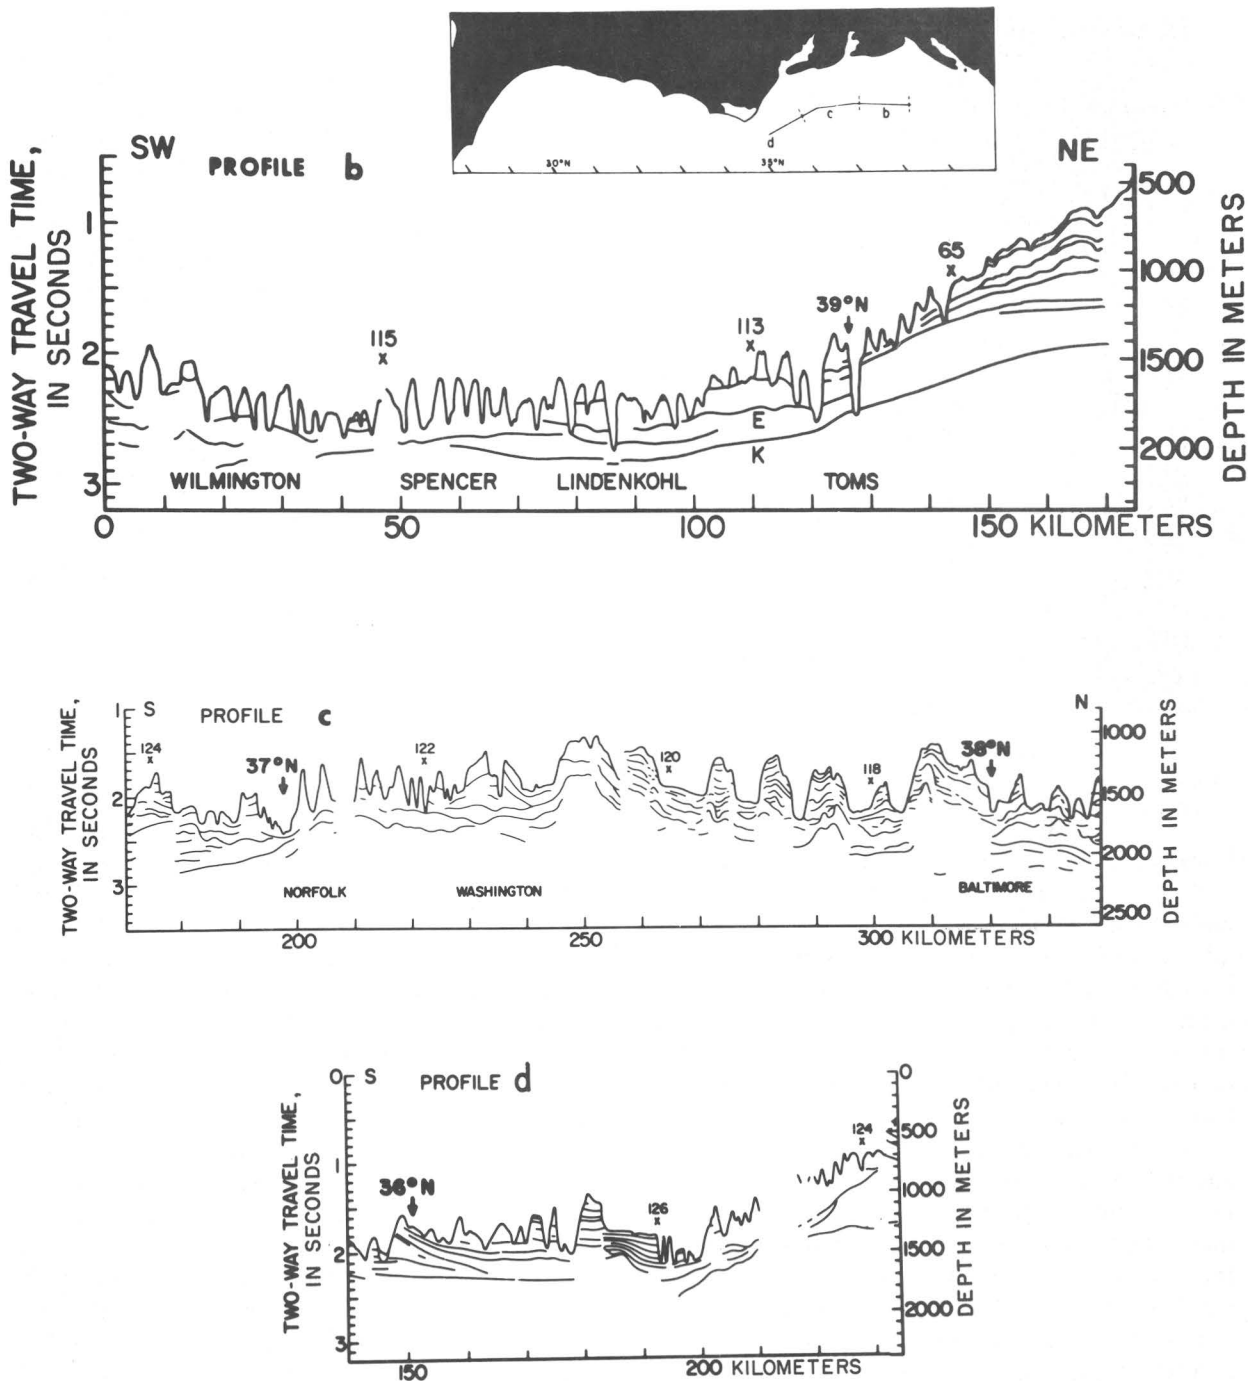 d
c
b
30°N
35°N
SW
PROFILE b
NE
TWO-WAY TRAVEL TIME,
IN SECONDS
1
2
3
500
1000
1500
2000
DEPTH IN METERS
65
39°N
113
115
E
K
WILMINGTON
SPENCER
LINDENKOHL
TOMS
0
50
100
150 KILOMETERS
TWO-WAY TRAVEL TIME,
IN SECONDS
1
2
3
S
PROFILE c
N
124
37°N
122
120
118
38°N
1000
1500
2000
2500
DEPTH IN METERS
NORFOLK
WASHINGTON
BALTIMORE
200
250
300 KILOMETERS
TWO-WAY TRAVEL TIME,
IN SECONDS
0
1
2
3
S
PROFILE d
36°N
126
124
0
500
1000
1500
2000
DEPTH IN METERS
150
200 KILOMETERS